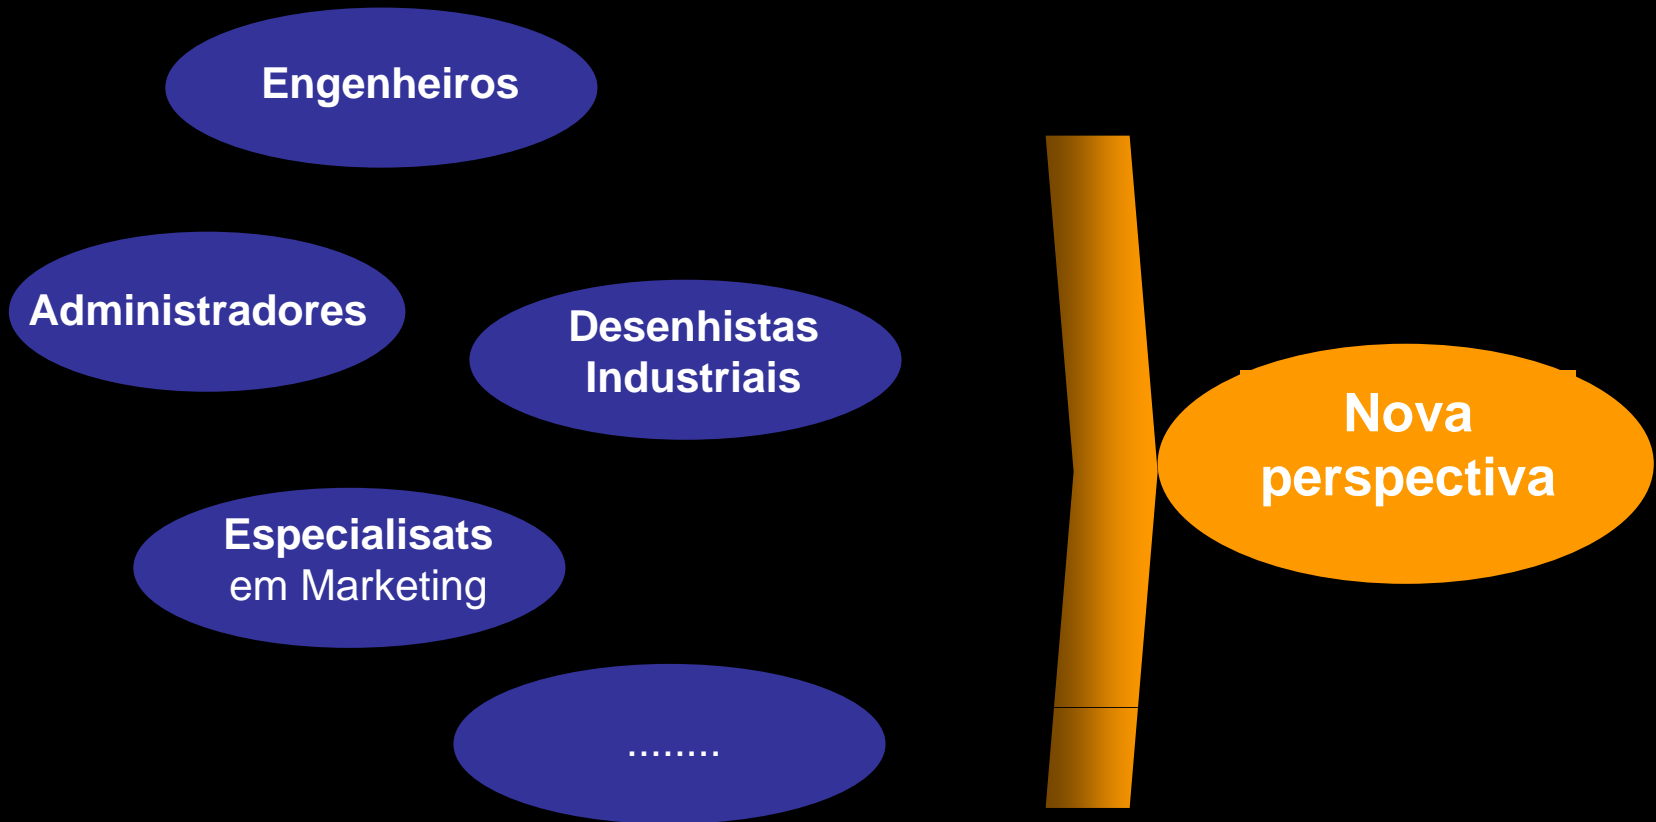 Engenheiros
Administradores
Desenhistas
Industriais
Nova
perspectiva
Especialisats
em Marketing
........